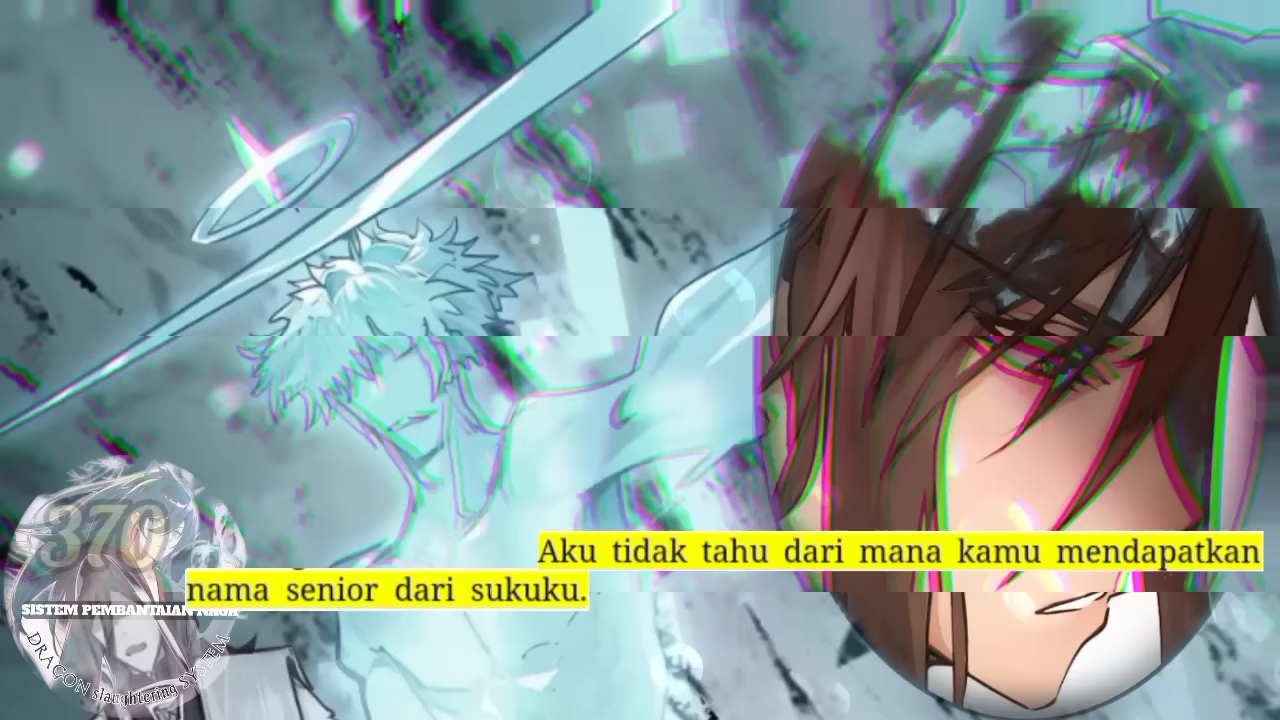 370
SISTEM PEMBANTAIAN NAGA
DRAGON slaughtering SYSTEM
Aku tidak tahu dari mana kamu mendapatkan
nama senior dari sukuku.